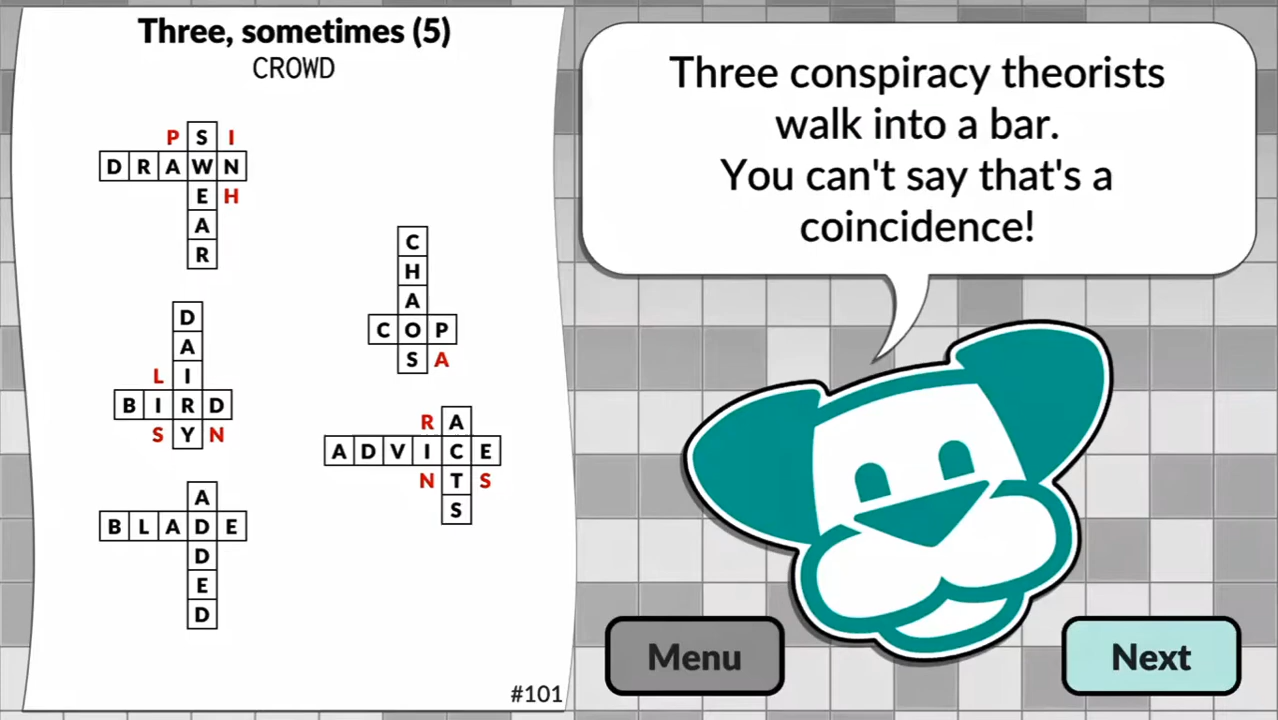 Three, sometimes (5)
CROWD
P S I
D R A W N
E H
A
R
C
H
A
C O P
S A
D
A
L I
B I R D
S Y N
R A
A D V I C E
N T S
S
A
B L A D E
D
E
D
#101
Three conspiracy theorists
walk into a bar.
You can't say that's a
coincidence!
Menu
Next